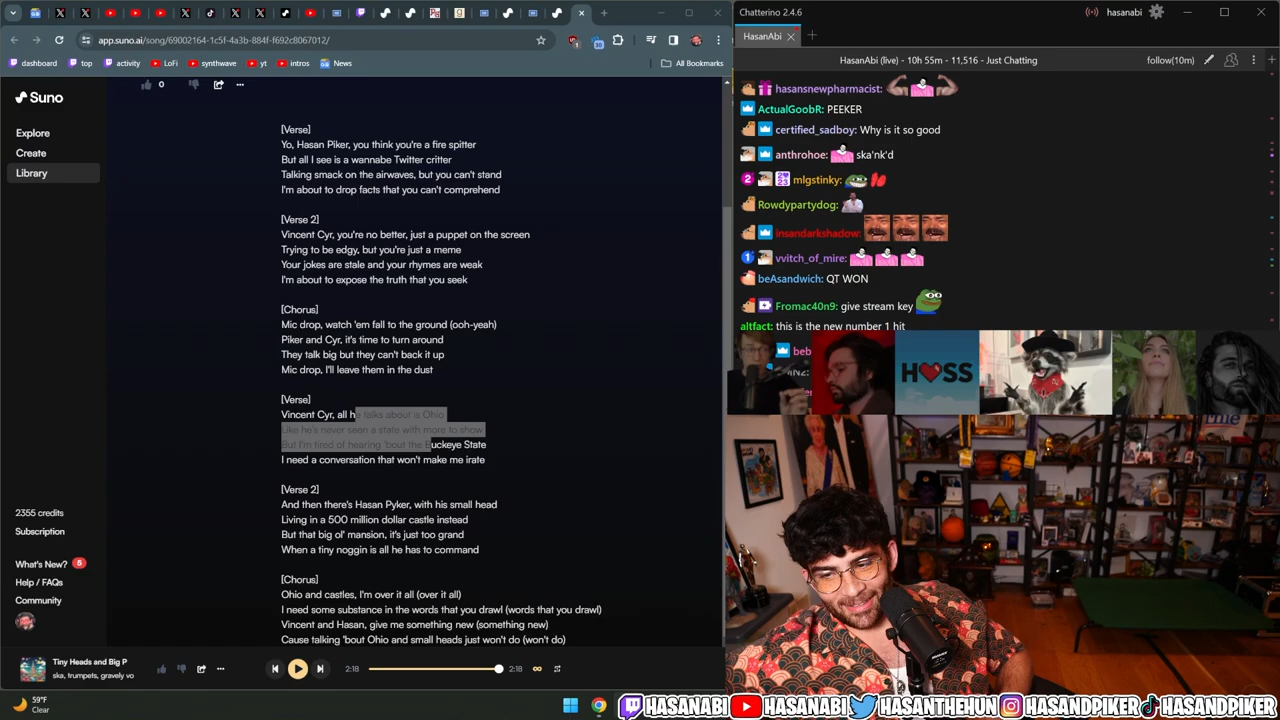 Chatterino 2.4.6
hasanabi
app.suno.ai/song/69002164-1c5f-4a3b-884f-f692c8067012/
HasanAbi
dashboard
top
activity
LoFi
synthwave
yt
intros
News
All Bookmarks
HasanAbi (live) - 10h 55m - 11,516 - Just Chatting
follow(10m)
Suno
Explore
Create
Library
0
[Verse]
Yo, Hasan Piker, you think you're a fire spitter
But all I see is a wannabe Twitter critter
Talking smack on the airwaves, but you can't stand
I'm about to drop facts that you can't comprehend
[Verse 2]
Vincent Cyr, you're no better, just a puppet on the screen
Trying to be edgy, but you're just a meme
Your jokes are stale and your rhymes are weak
I'm about to expose the truth that you seek
[Chorus]
Mic drop, watch 'em fall to the ground (ooh-yeah)
Piker and Cyr, it's time to turn around
They talk big but they can't back it up
Mic drop, I'll leave them in the dust
[Verse]
Vincent Cyr, all he talks about is Ohio
Like he's never seen a state with more to show
But I'm tired of hearing 'bout the Buckeye State
I need a conversation that won't make me irate
[Verse 2]
And then there's Hasan Pyker, with his small head
Living in a 500 million dollar castle instead
But that big ol' mansion, it's just too grand
When a tiny noggin is all he has to command
[Chorus]
Ohio and castles, I'm over it all (over it all)
I need some substance in the words that you drawl (words that you drawl)
Vincent and Hasan, give me something new (something new)
Cause talking 'bout Ohio and small heads just won't do (won't do)
2355 credits
Subscription
What's New? 5
Help / FAQs
Community
Tiny Heads and Big P
ska, trumpets, gravely vo
2:18
2:18
59°F
Clear
hasansnewpharmacist:
ActualGoobR: PEEKER
certified_sadboy: Why is it so good
anthrohoe: ska'nk'd
2 2023 mlgstinky:
Rowdypartydog:
insandarkshadow:
1 vvitch_of_mire:
beAsandwich: QT WON
Fromac40n9: give stream key
altfact: this is the new number 1 hit
beb
H❤SS
HASANABI
HASANABI
HASANTHEHUN
HASANDPIKER
HASANDPIKER